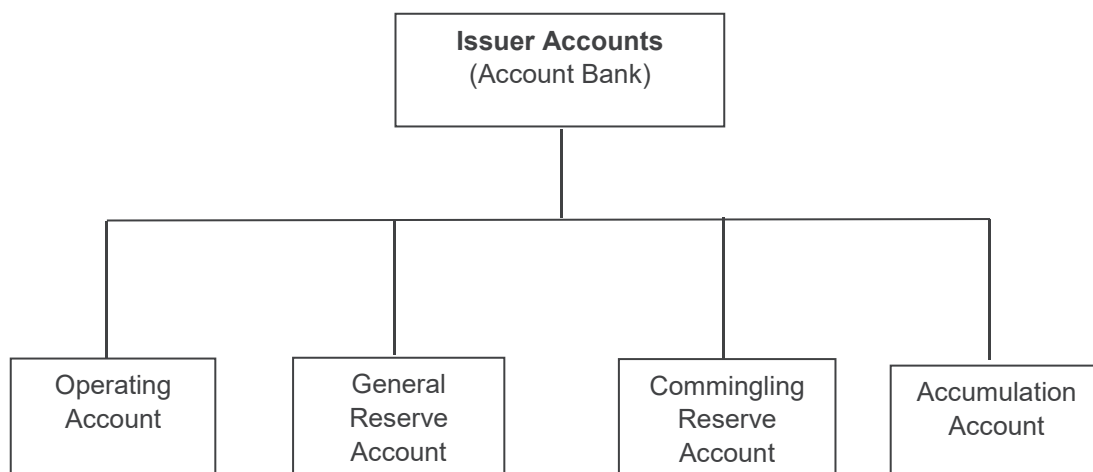 Issuer Accounts
(Account Bank)
Operating
Account
General
Reserve
Account
Commingling
Reserve
Account
Accumulation
Account